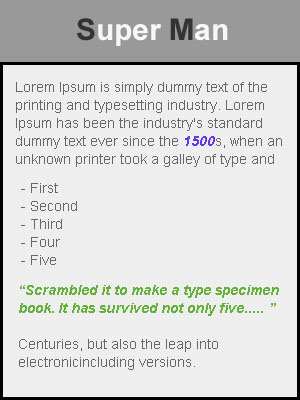 Super Man
Lorem Ipsum is simply dummy text of the
printing and typesetting industry. Lorem
Ipsum has been the industry's standard
dummy text ever since the 1500s, when an
unknown printer took a galley of type and
- First
- Second
- Third
- Four
- Five
“Scrambled it to make a type specimen
book. It has survived not only five..... ”
Centuries, but also the leap into
electronicincluding versions.